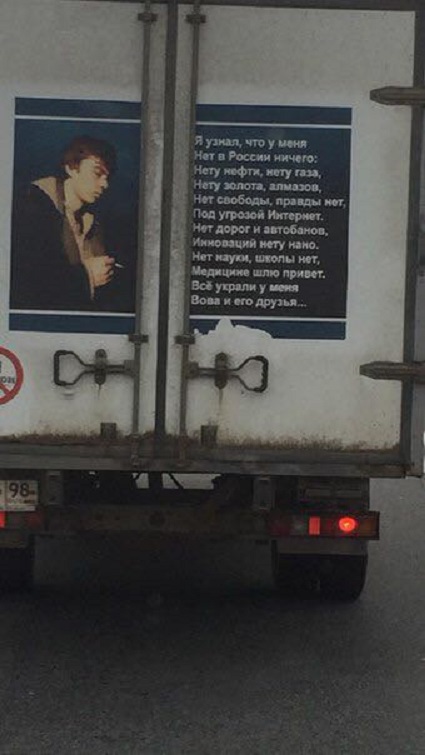 Я узнал, что у меня
Нет в России ничего:
Нету нефти, нету газа,
Нету золота, алмазов,
Нет свободы, правды нет,
Под угрозой Интернет.
Нет дорог и автобанов,
Инноваций нету нано.
Нет науки, школы нет,
Медицине шлю привет.
Всё украли у меня
Вова и его друзья...
98